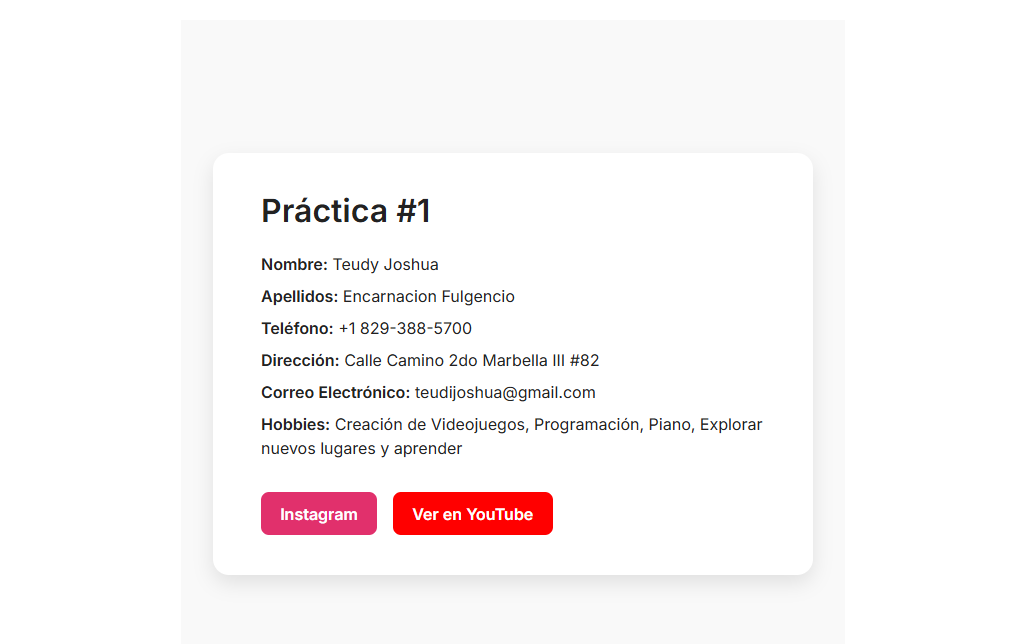 Práctica #1
Nombre: Teudy Joshua
Apellidos: Encarnacion Fulgencio
Teléfono: +1 829-388-5700
Dirección: Calle Camino 2do Marbella III #82
Correo Electrónico: teudijoshua@gmail.com
Hobbies: Creación de Videojuegos, Programación, Piano, Explorar
nuevos lugares y aprender
Instagram
Ver en YouTube